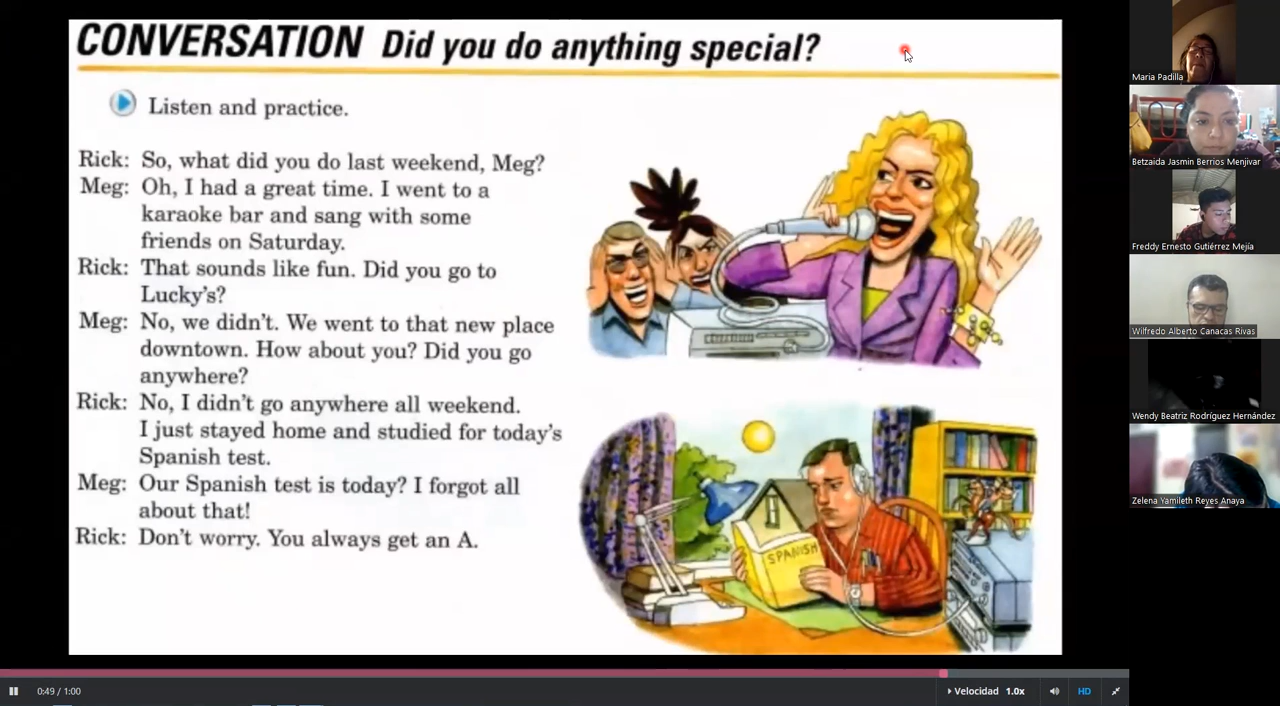 CONVERSATION Did you do anything special?
Listen and practice.
Rick: So, what did you do last weekend, Meg?
Meg: Oh, I had a great time. I went to a
karaoke bar and sang with some
friends on Saturday.
Rick: That sounds like fun. Did you go to
Lucky's?
Meg: No, we didn't. We went to that new place
downtown. How about you? Did you go
anywhere?
Rick: No, I didn't go anywhere all weekend.
I just stayed home and studied for today's
Spanish test.
Meg: Our Spanish test is today? I forgot all
about that!
Rick: Don't worry. You always get an A.
SPANISH
Maria Padilla
Betzaida Jasmin Berrios Menjivar
Freddy Ernesto Gutiérrez Mejía
Wilfredo Alberto Canacas Rivas
Wendy Beatriz Rodríguez Hernández
Zelena Yamileth Reyes Anaya
0:49 / 1:00
Velocidad 1.0x
HD